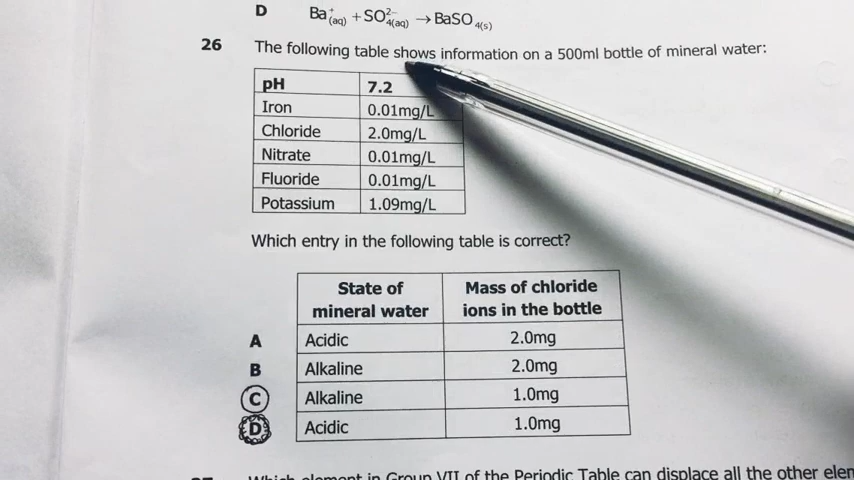 D Ba⁺(aq) + SO₄²⁻(aq) → BaSO₄(s)
26 The following table shows information on a 500ml bottle of mineral water:
pH 7.2
Iron 0.01mg/L
Chloride 2.0mg/L
Nitrate 0.01mg/L
Fluoride 0.01mg/L
Potassium 1.09mg/L
Which entry in the following table is correct?
State of mineral water Mass of chloride ions in the bottle
A Acidic 2.0mg
B Alkaline 2.0mg
C Alkaline 1.0mg
D Acidic 1.0mg
Which element in Group VII of the Periodic Table can displace all the other